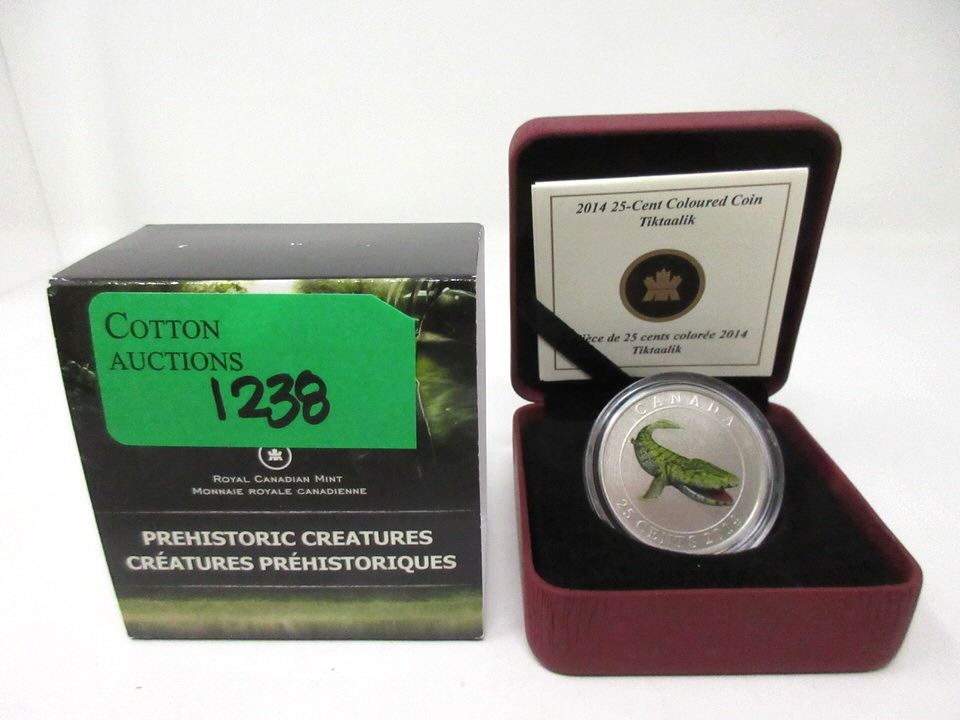 COTTON
AUCTIONS
1238
ROYAL CANADIAN MINT
MONNAIE ROYALE CANADIENNE
PREHISTORIC CREATURES
CRÉATURES PRÉHISTORIQUES
2014 25-Cent Coloured Coin
Tiktaalik
de 25 cents colorée 2014
Tiktaalik
CANADA
25 CENTS